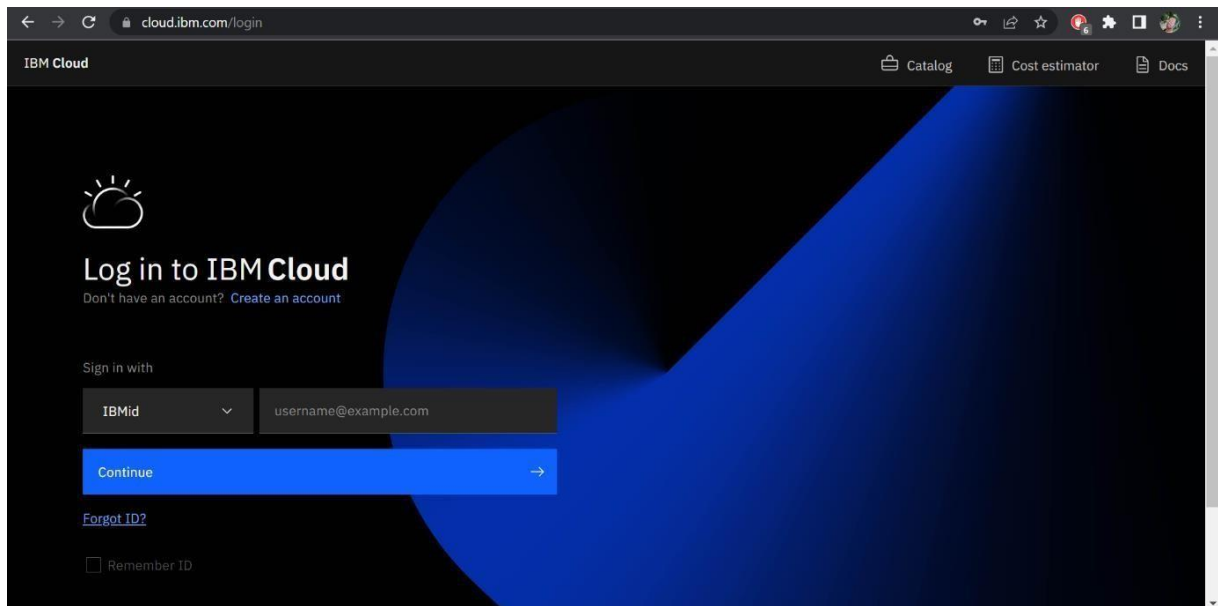 cloud.ibm.com/login
6
IBM Cloud
Catalog
Cost estimator
Docs
Log in to IBM Cloud
Don't have an account? Create an account
Sign in with
IBMid
username@example.com
Continue
Forgot ID?
Remember ID